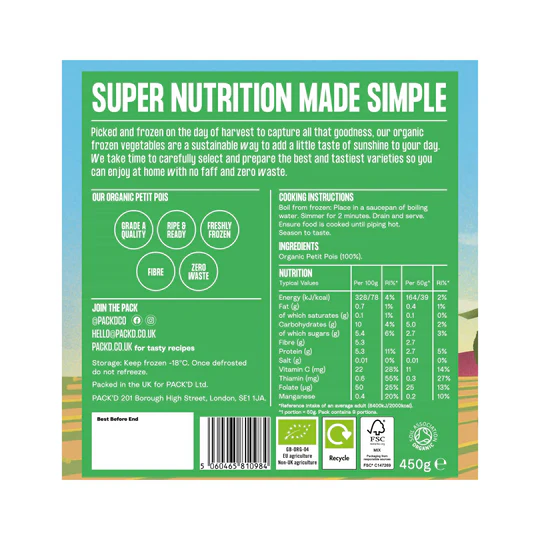 SUPER NUTRITION MADE SIMPLE
Picked and frozen on the day of harvest to capture all that goodness, our organic
frozen vegetables are a sustainable way to add a little taste of sunshine to your day.
We take time to carefully select and prepare the best and tastiest varieties so you
can enjoy at home with no faff and zero waste.
OUR ORGANIC PETIT POIS
GRADE A
QUALITY
RIPE &
READY
FRESHLY
FROZEN
FIBRE
ZERO
WASTE
JOIN THE PACK
@PACKDCO
HELLO@PACKD.CO.UK
PACKD.CO.UK for tasty recipes
Storage: Keep frozen -18°C. Once defrosted
do not refreeze.
Packed in the UK for PACK'D Ltd.
PACK'D 201 Borough High Street, London, SE1 1JA.
COOKING INSTRUCTIONS
Boil from frozen: Place in a saucepan of boiling
water. Simmer for 2 minutes. Drain and serve.
Ensure food is cooked until piping hot.
Season to taste.
INGREDIENTS
Organic Petit Pois (100%).
NUTRITION
Typical Values Per 100g RI%* Per 50g* RI%*
Energy (kJ/kcal) 328/78 4% 164/39 2%
Fat (g) 0.7 1% 0.4 1%
of which saturates (g) 0.1 1% 0.1 0%
Carbohydrates (g) 10 4% 5.0 2%
of which sugars (g) 5.4 6% 2.7 3%
Fibre (g) 5.3 2.7
Protein (g) 5.3 11% 2.7 5%
Salt (g) 0.01 0% 0.01 0%
Vitamin C (mg) 22 28% 11 14%
Thiamin (mg) 0.6 55% 0.3 27%
Folate (µg) 50 25% 25 13%
Manganese 0.4 20% 0.2 10%
*Reference intake of an average adult (8400kJ/2000kcal).
Best Before End
5 060465 810984
GB-ORG-04
EU agriculture
Non-UK agriculture
Recycle
FSC
MIX
Packaging from
responsible sources
FSC® C147269
SOIL ASSOCIATION
ORGANIC
450g e